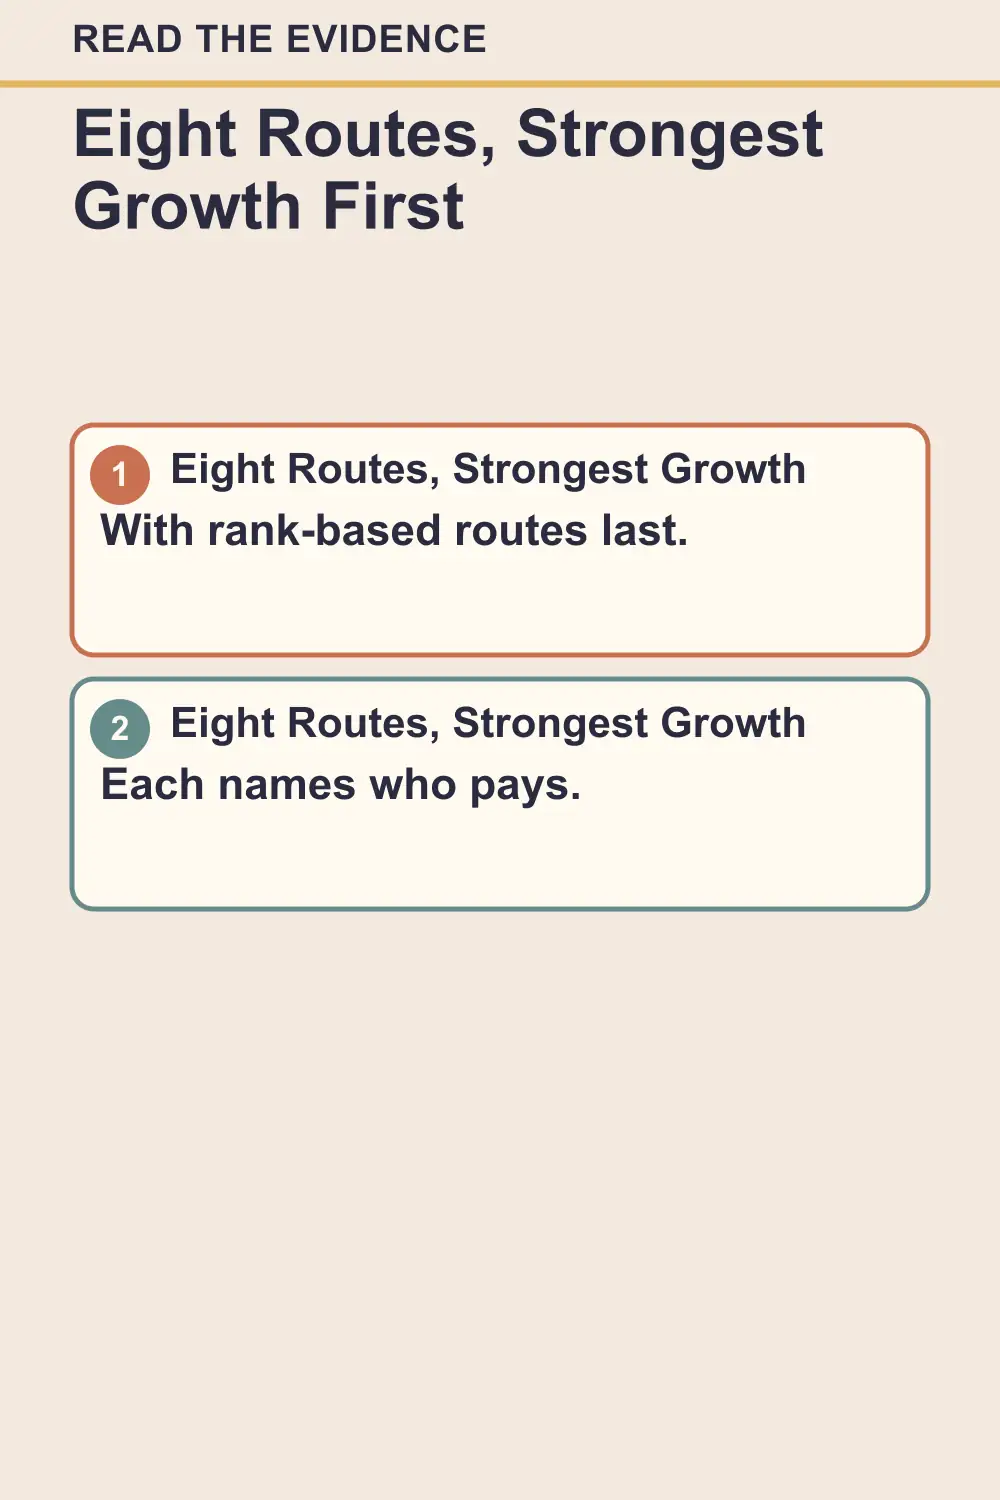 READ THE EVIDENCE
Eight Routes, Strongest
Growth First
1 Eight Routes, Strongest Growth
With rank-based routes last.
2 Eight Routes, Strongest Growth
Each names who pays.